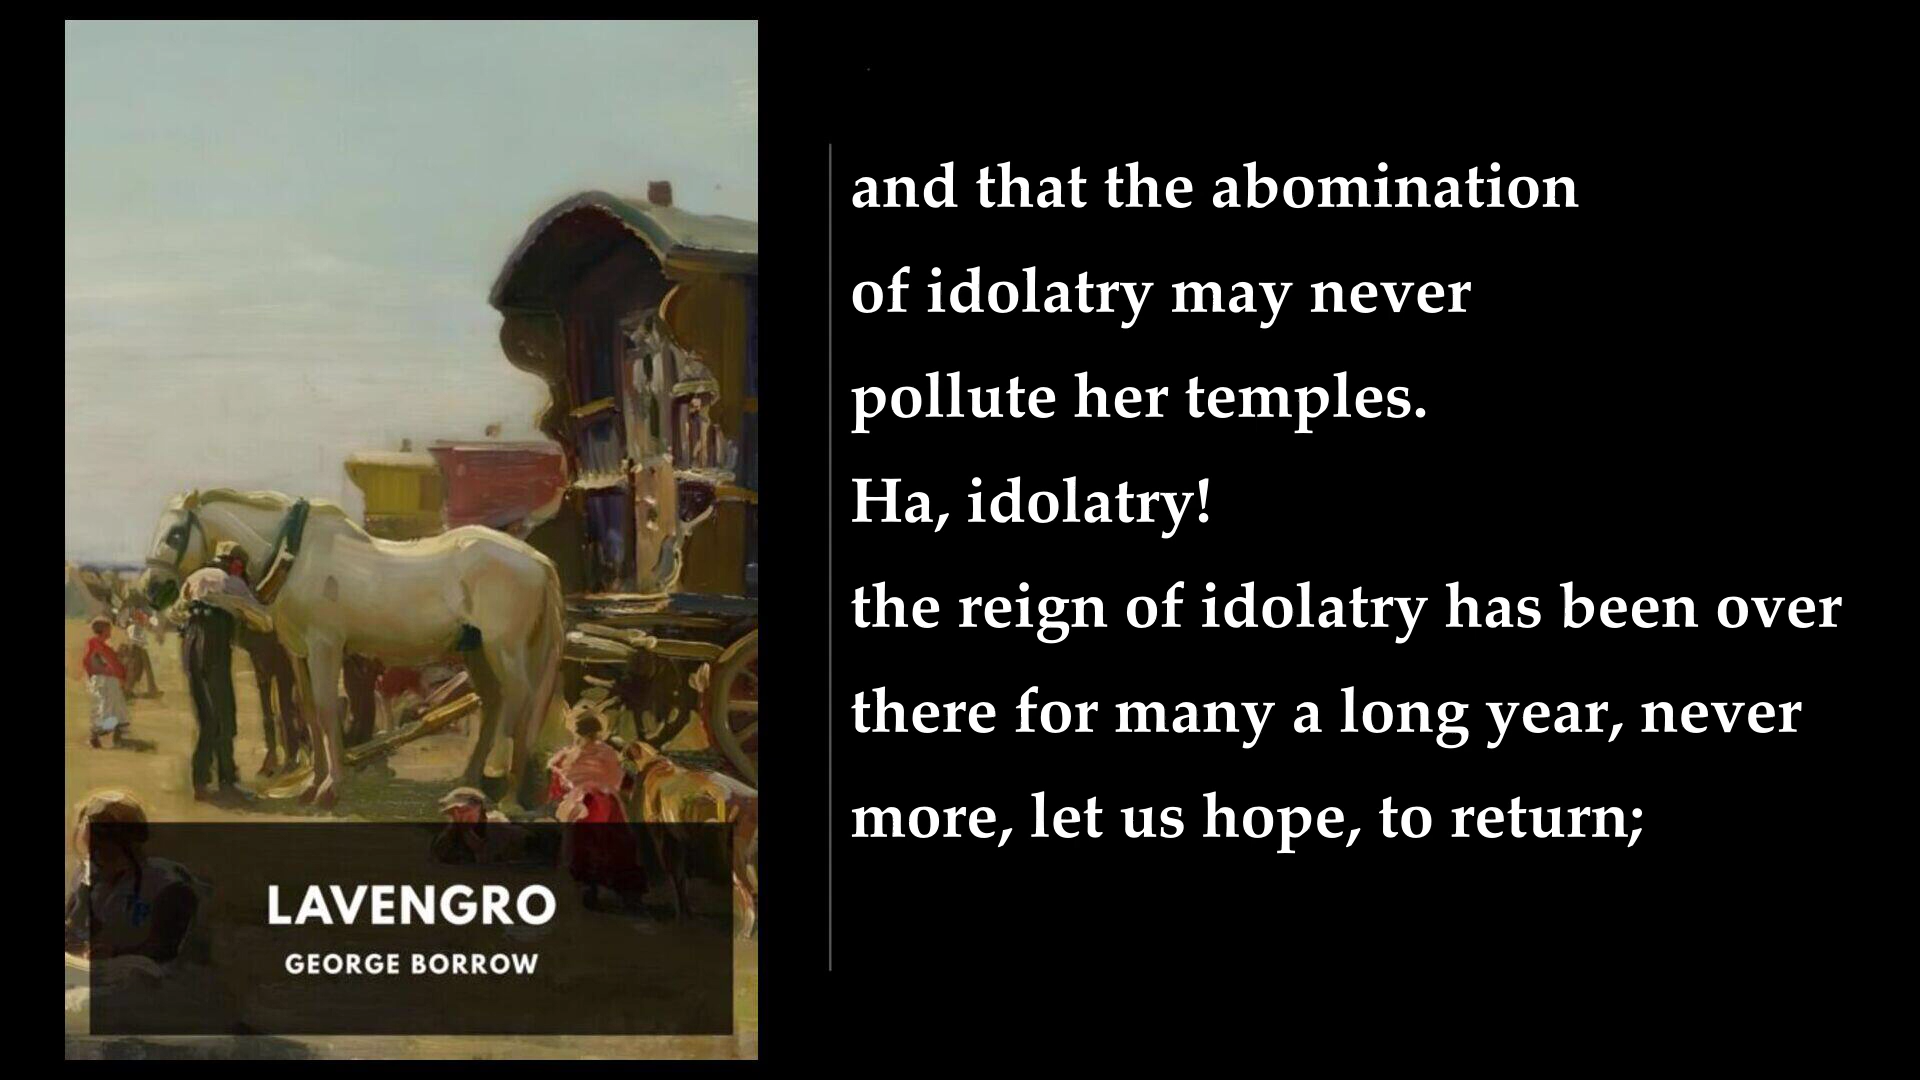 and that the abomination
of idolatry may never
pollute her temples.
Ha, idolatry!
the reign of idolatry has been over
there for many a long year, never
more, let us hope, to return;
LAVENGRO
GEORGE BORROW